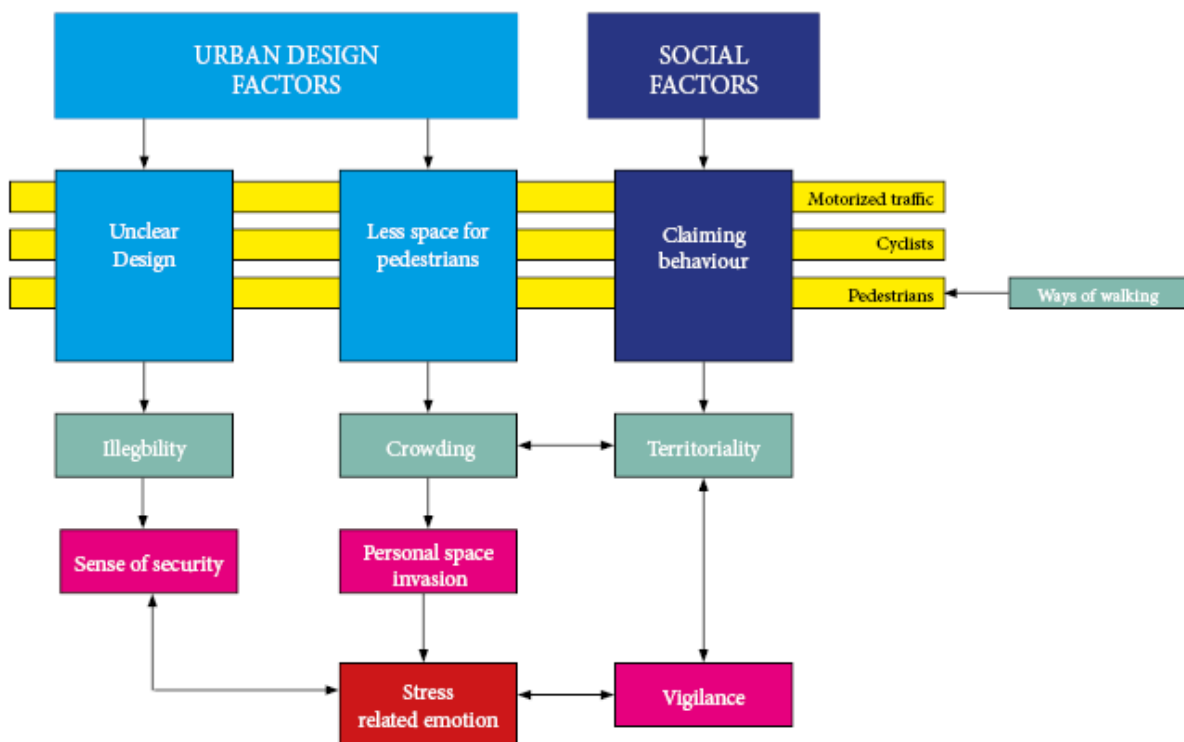 URBAN DESIGN
FACTORS
SOCIAL
FACTORS
Unclear
Design
Less space for
pedestrians
Claiming
behaviour
Motorized traffic
Cyclists
Pedestrians
Ways of walking
Illegbility
Crowding
Territoriality
Sense of security
Personal space
invasion
Stress
related emotion
Vigilance